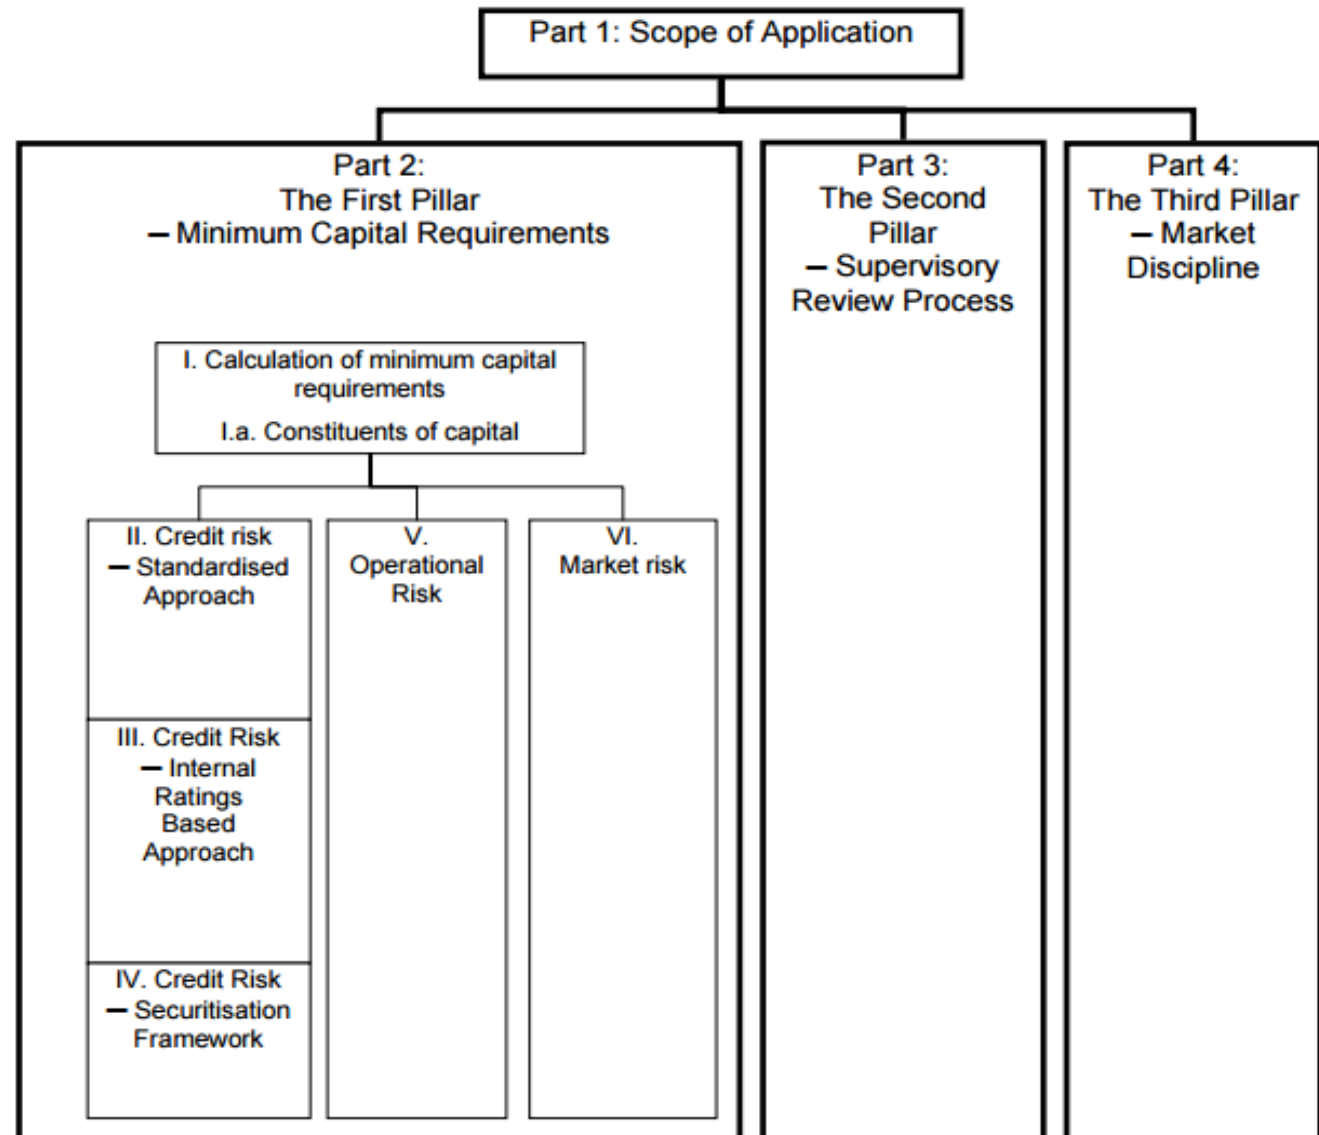 Part 1: Scope of Application
Part 2:
The First Pillar
– Minimum Capital Requirements
Part 3:
The Second
Pillar
– Supervisory
Review Process
Part 4:
The Third Pillar
– Market
Discipline
I. Calculation of minimum capital
requirements
I.a. Constituents of capital
II. Credit risk
– Standardised
Approach
III. Credit Risk
– Internal
Ratings
Based
Approach
IV. Credit Risk
– Securitisation
Framework
V.
Operational
Risk
VI.
Market risk